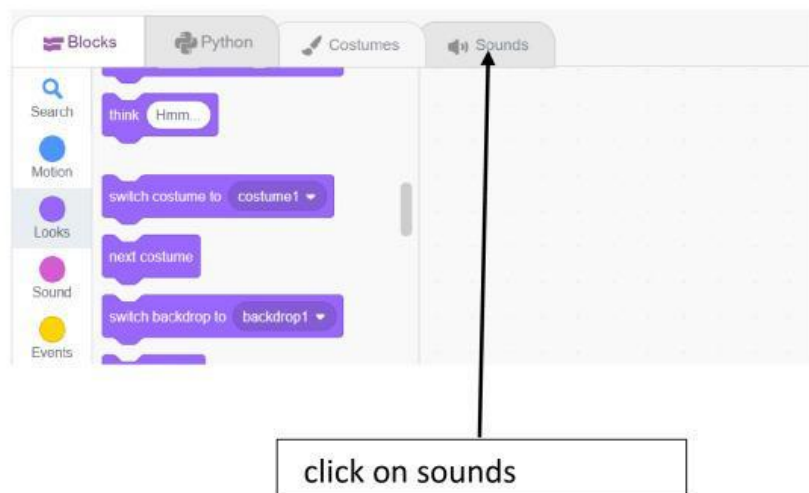 Blocks Python Costumes Sounds
Search
think Hmm...
Motion
switch costume to costume1
Looks
next costume
Sound
switch backdrop to backdrop1
Events
click on sounds